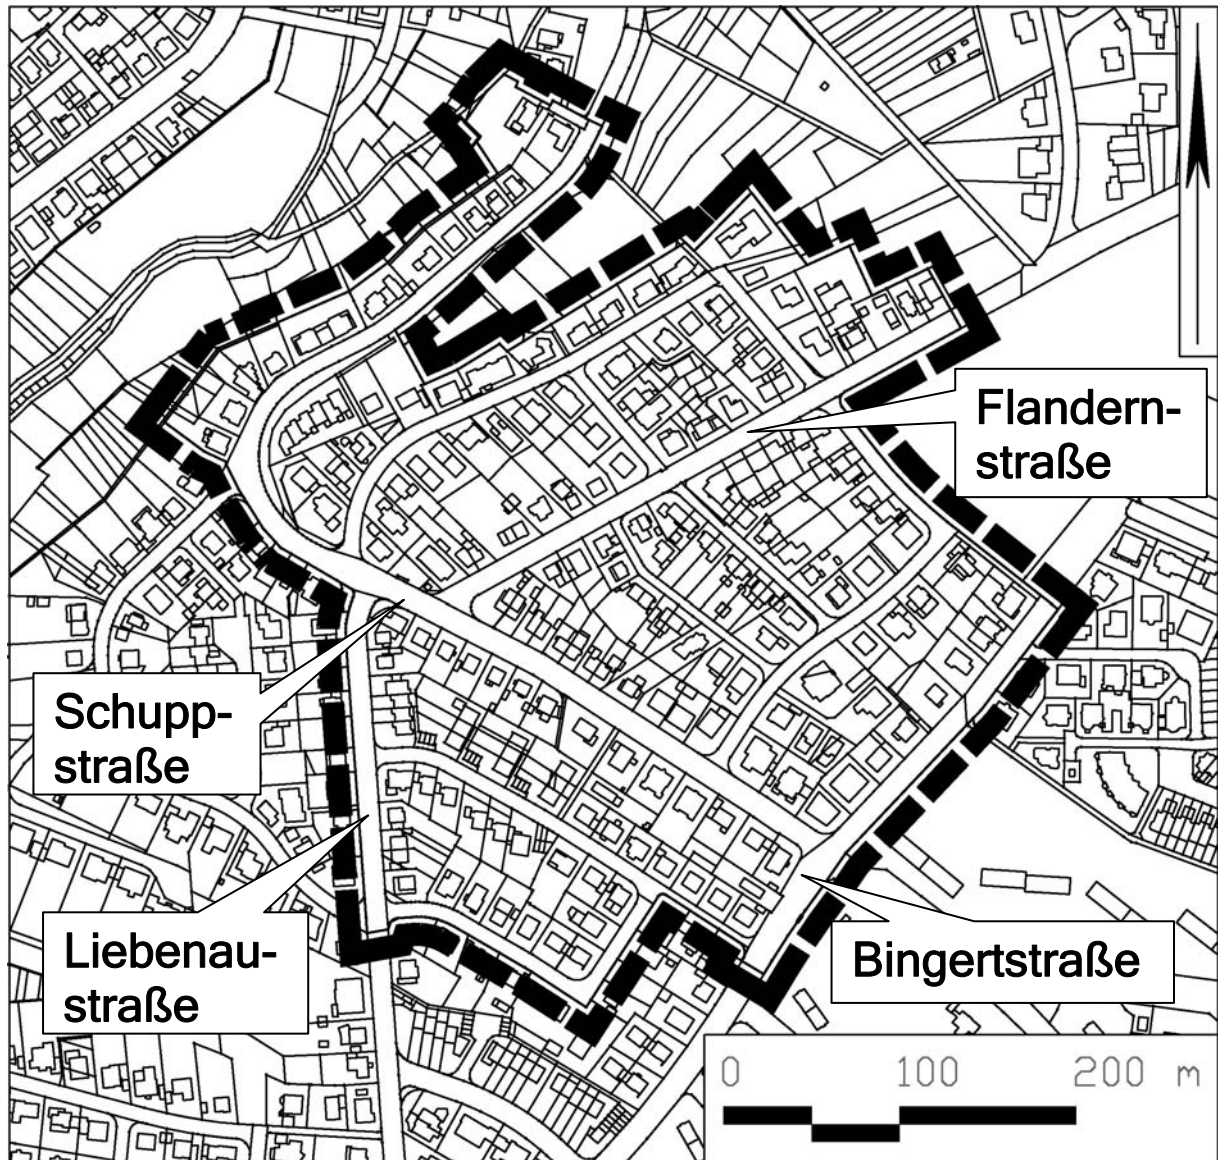 Flandern-
straße
Schupp-
straße
Liebenau-
straße
Bingertstraße
0 100 200 m